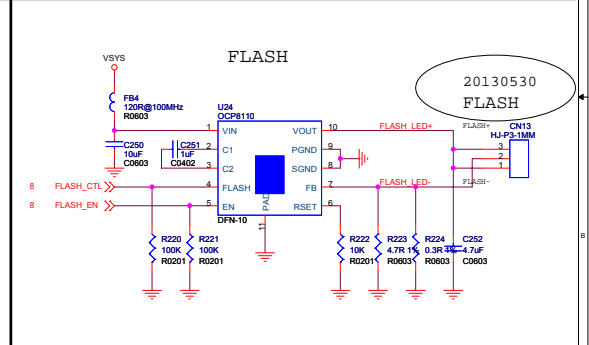 FLASH
20130530
FLASH
VSYS
FB4
120R@100MHz
R0603
U24
OCP8110
FLASH_LED+
FLASH+
CN13
HJ-P3-1MM
1 VIN
VOUT 10
C250
10uF
C0603
C251
1uF
C0402
2 C1
PGND 9
3 C2
SGND 8
3
2
1
8 FLASH_CTL
4 FLASH
FB 7
FLASH_LED-
FLASH-
8 FLASH_EN
5 EN
RSET 6
PAD
11
DFN-10
R220
100K
R0201
R221
100K
R0201
R222
10K
R0201
R223
4.7R 1%
R0603
R224
0.3R
R0603
C252
4.7uF
C0603
B